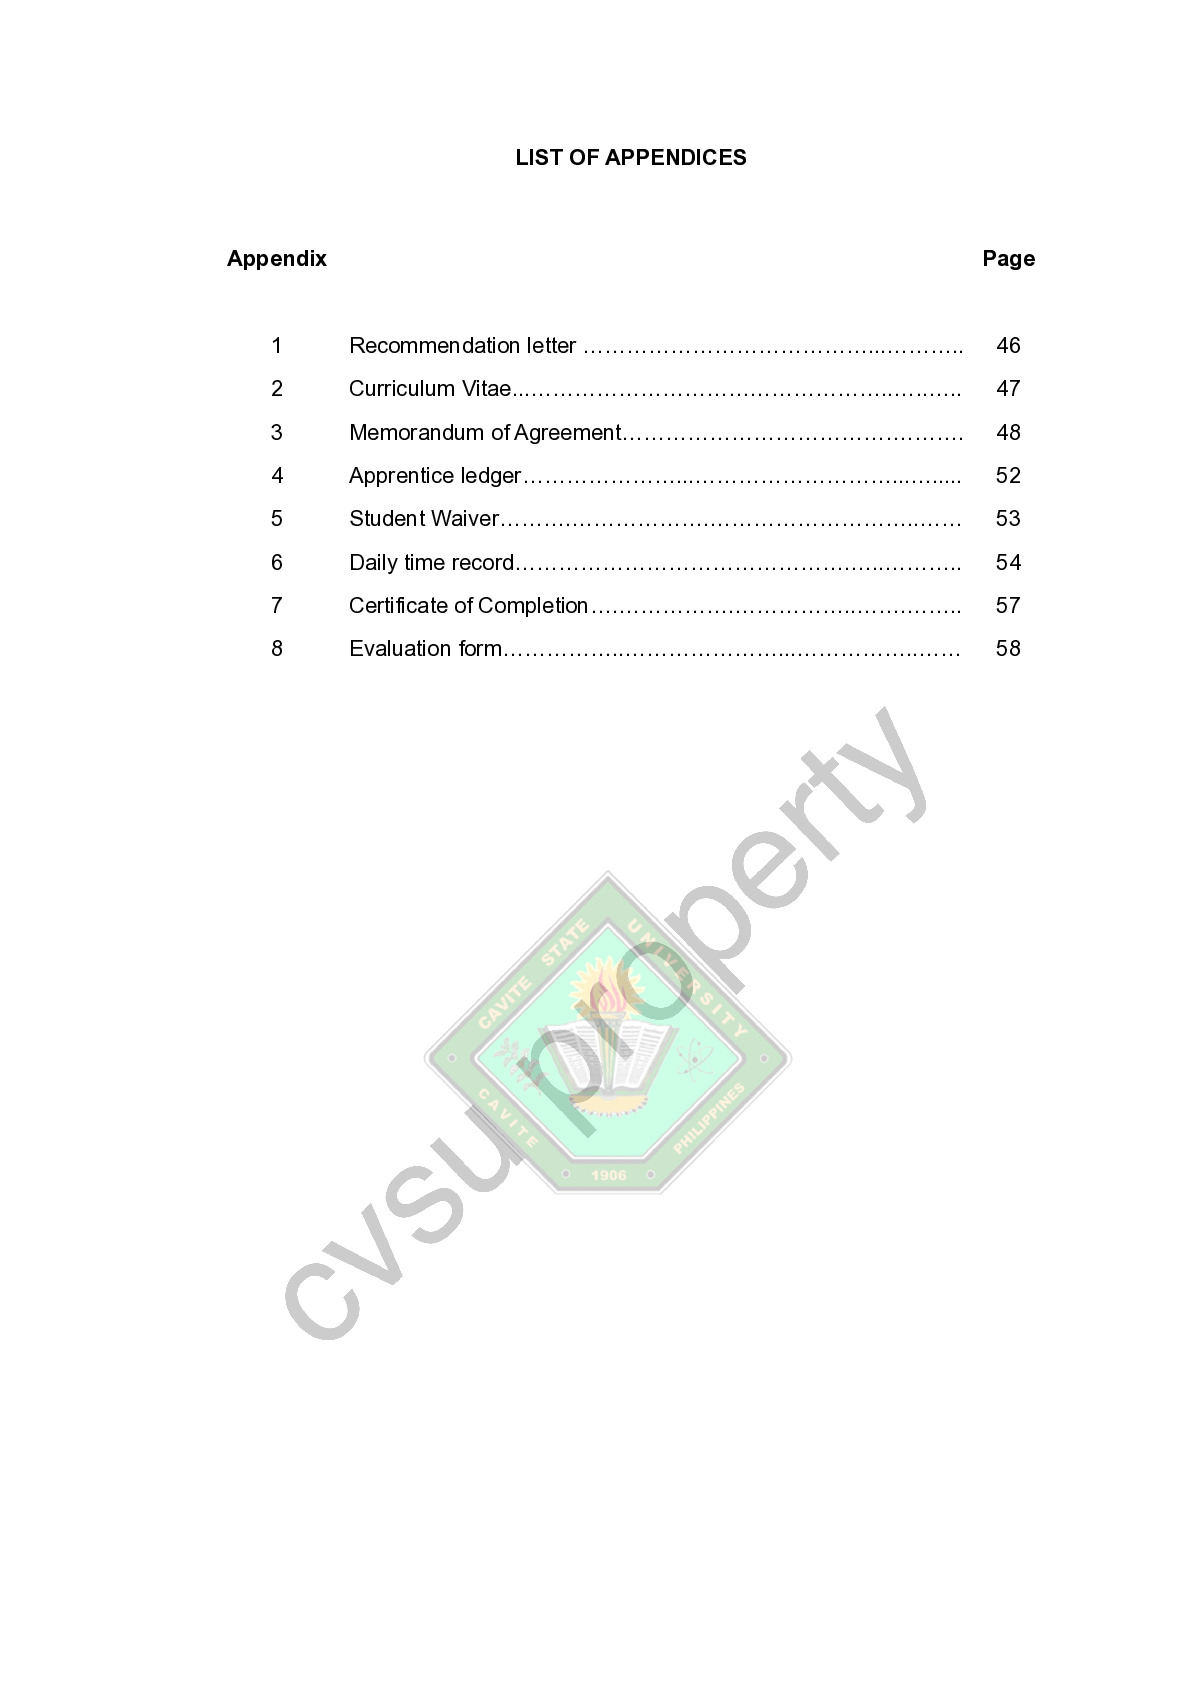 LIST OF APPENDICES
Appendix Page
1 Recommendation letter …………………………………...……….. 46
2 Curriculum Vitae...………………………….………………..…..….. 47
3 Memorandum of Agreement……………………………….………. 48
4 Apprentice ledger…………………..………………………...…..... 52
5 Student Waiver……….……………….………………………..…… 53
6 Daily time record……………………………………….…..……….. 54
7 Certificate of Completion……………….……………..…….…….. 57
8 Evaluation form……………..…………………...……………..…… 58
cvsu property
CAVITE STATE UNIVERSITY
CAVITE PHILIPPINES
1906